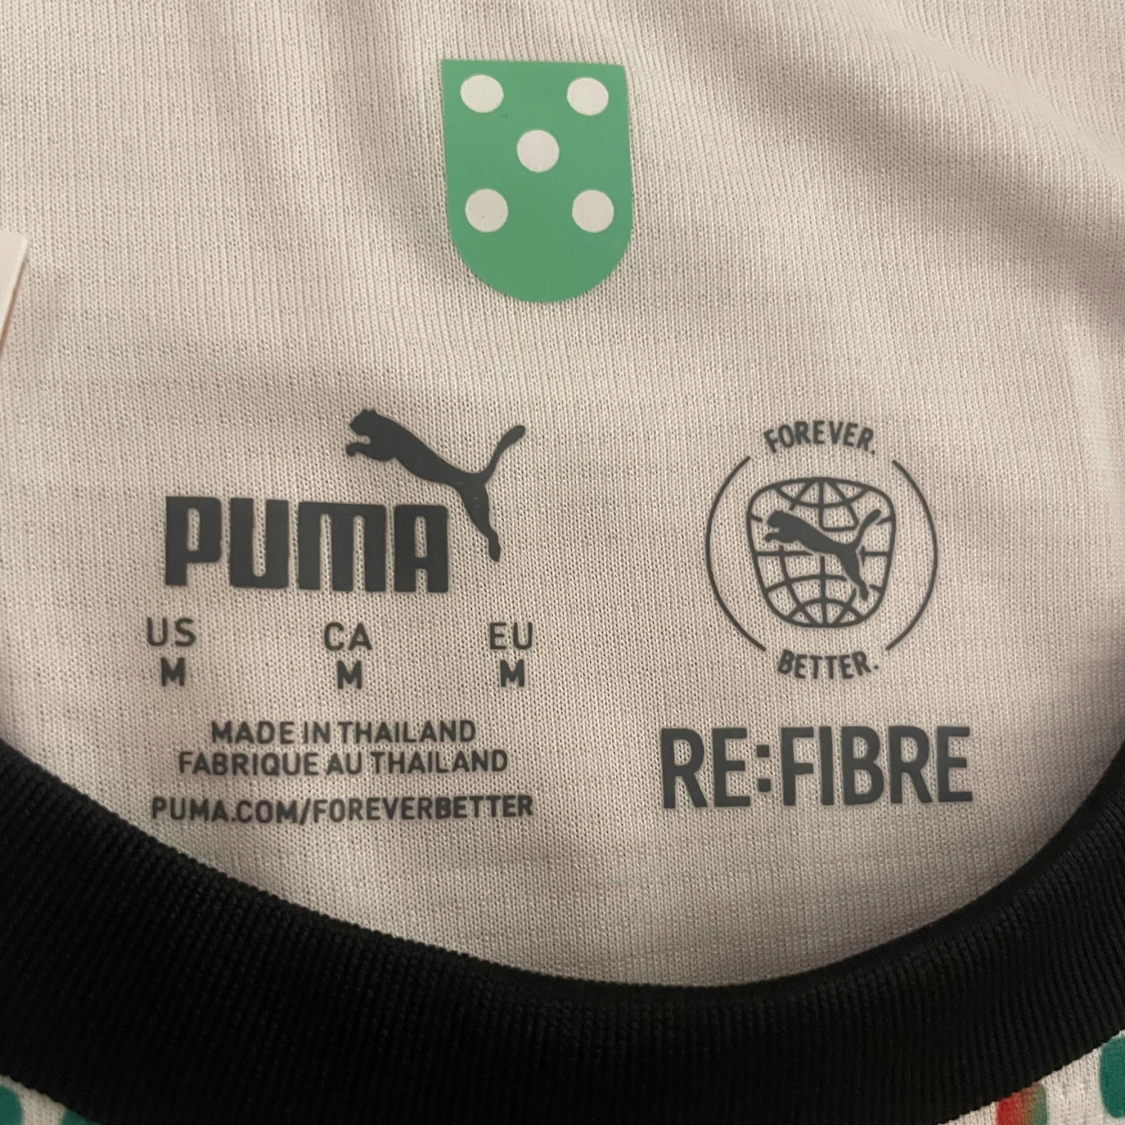 PUMA
US CA EU
M M M
MADE IN THAILAND
FABRIQUE AU THAILAND
PUMA.COM/FOREVERBETTER
FOREVER.
BETTER.
RE:FIBRE